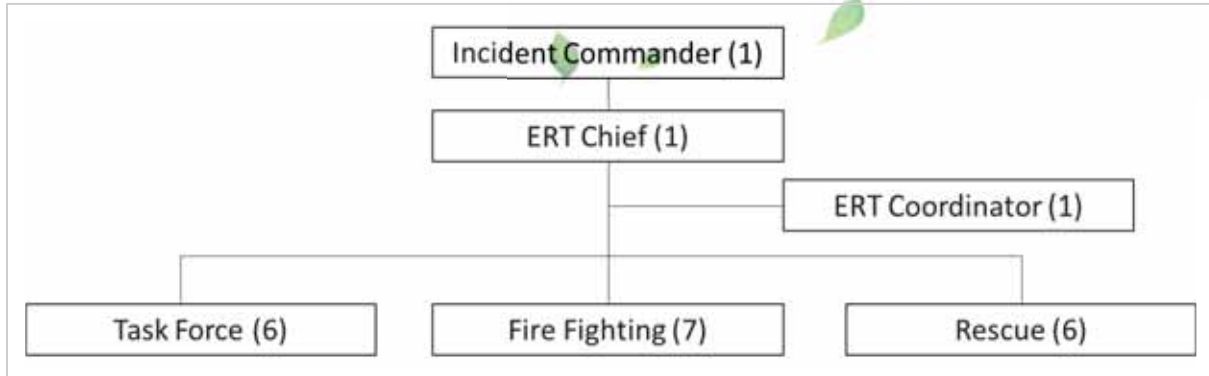 Incident Commander (1)
ERT Chief (1)
ERT Coordinator (1)
Task Force (6)
Fire Fighting (7)
Rescue (6)